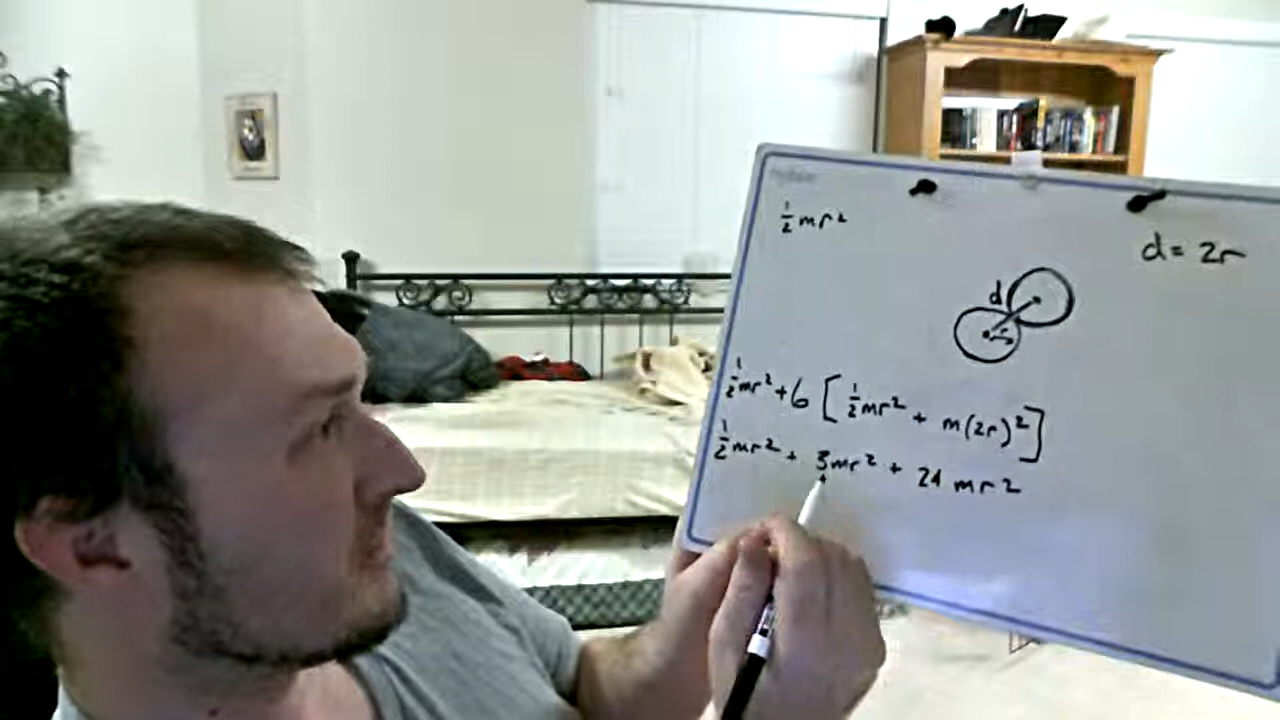 ½mr²
d = 2r
d
r
½mr² + 6 [ ½mr² + m(2r)² ]
½mr² + 3mr² + 24 mr²